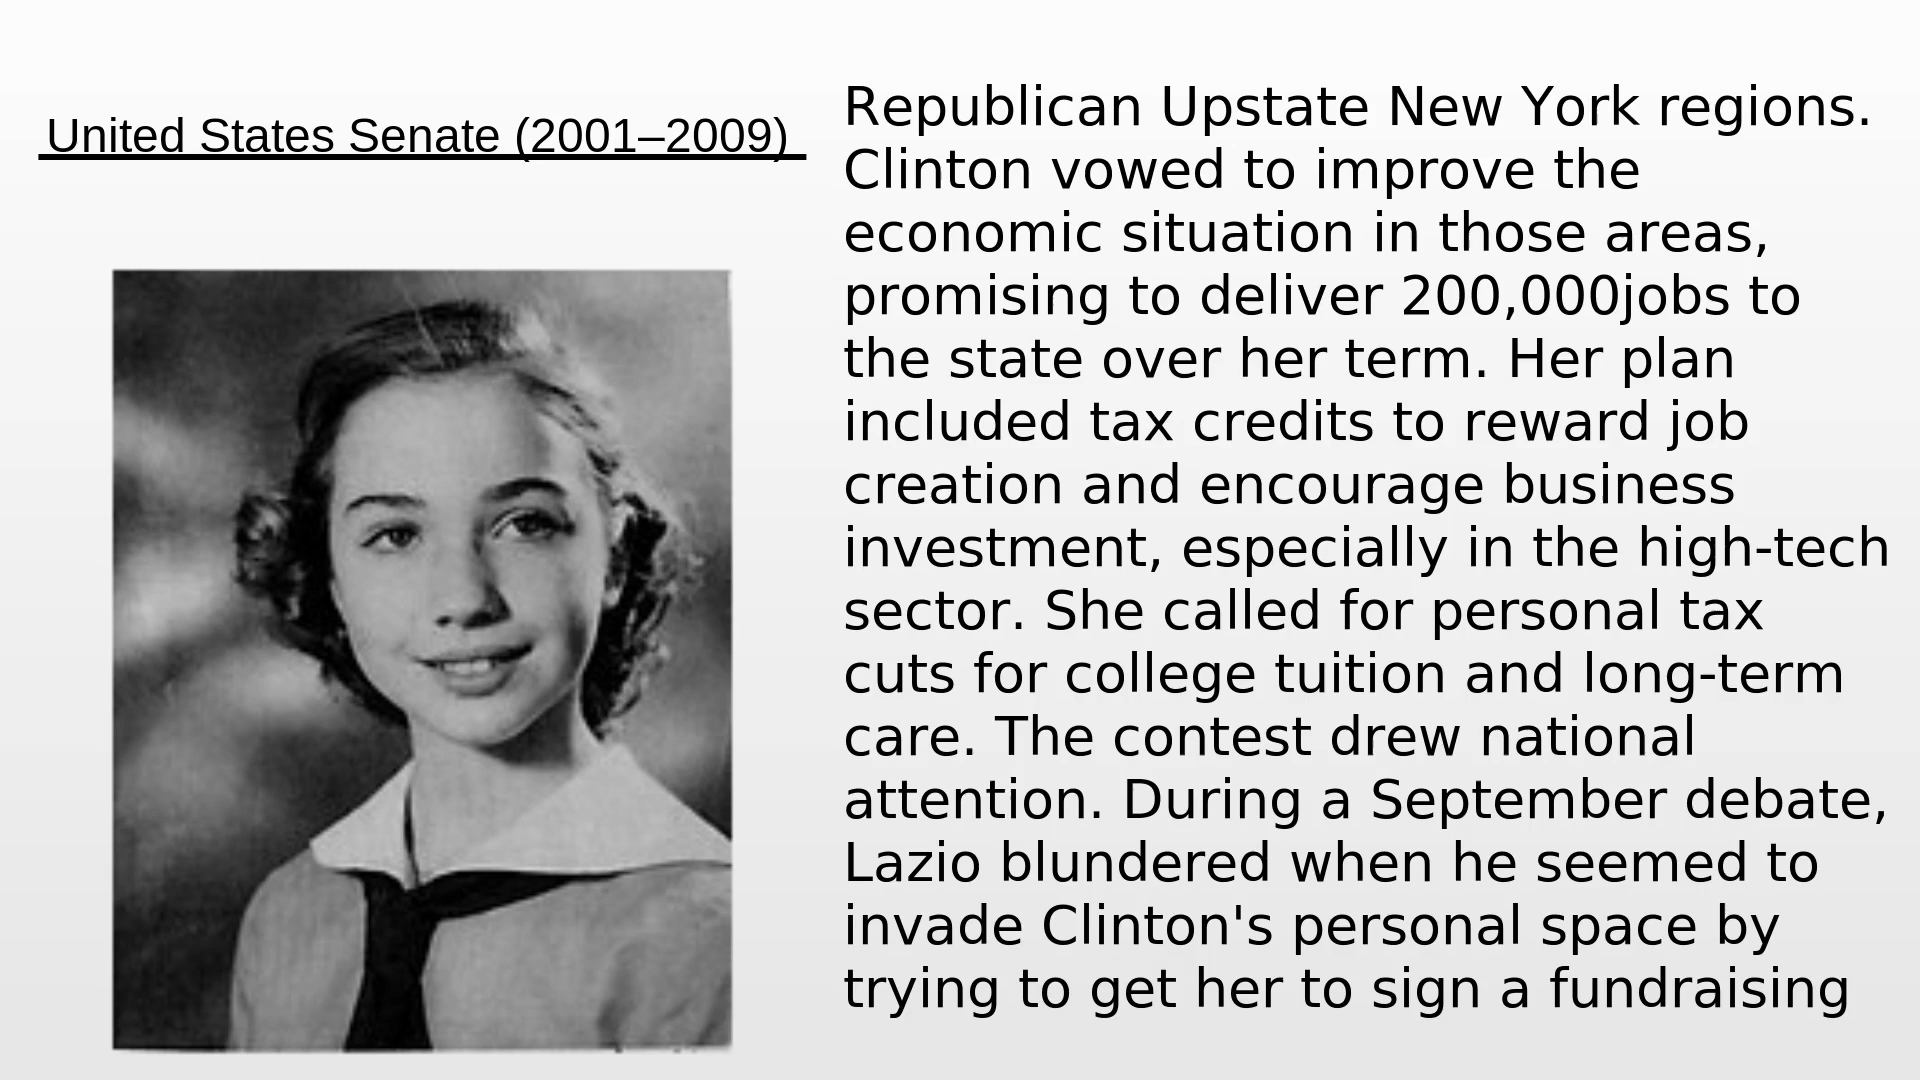 United States Senate (2001–2009)
Republican Upstate New York regions.
Clinton vowed to improve the
economic situation in those areas,
promising to deliver 200,000jobs to
the state over her term. Her plan
included tax credits to reward job
creation and encourage business
investment, especially in the high-tech
sector. She called for personal tax
cuts for college tuition and long-term
care. The contest drew national
attention. During a September debate,
Lazio blundered when he seemed to
invade Clinton's personal space by
trying to get her to sign a fundraising